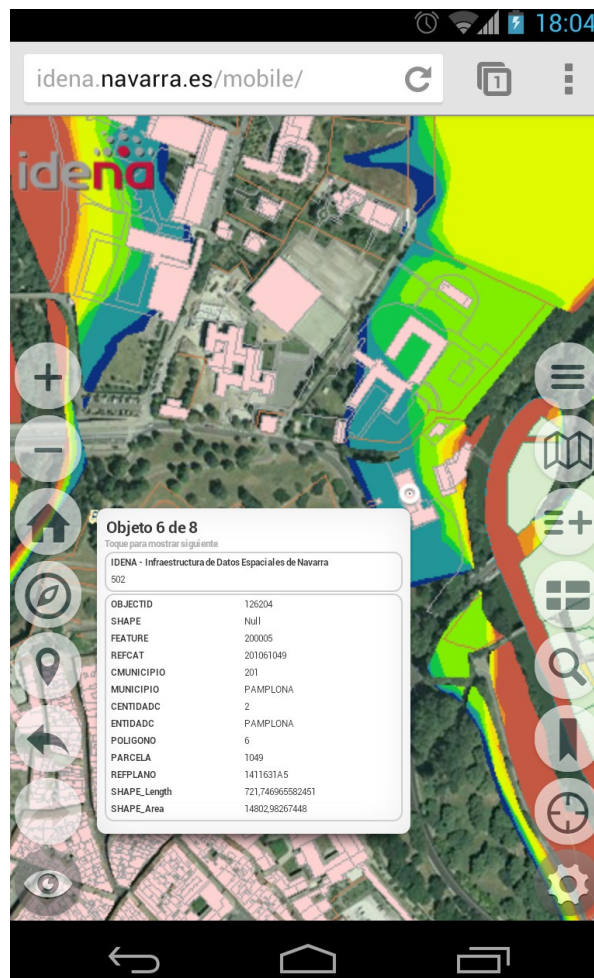 18:04
idena.navarra.es/mobile/
1
idena
Objeto 6 de 8
Toque para mostrar siguiente
IDENA - Infraestructura de Datos Espaciales de Navarra
502
OBJECTID 126204
SHAPE Null
FEATURE 200005
REFCAT 201061049
CMUNICIPIO 201
MUNICIPIO PAMPLONA
CENTIDADC 2
ENTIDADC PAMPLONA
POLIGONO 6
PARCELA 1049
REFPLANO 1411631A5
SHAPE_Length 721,746965582451
SHAPE_Area 14802,98267448